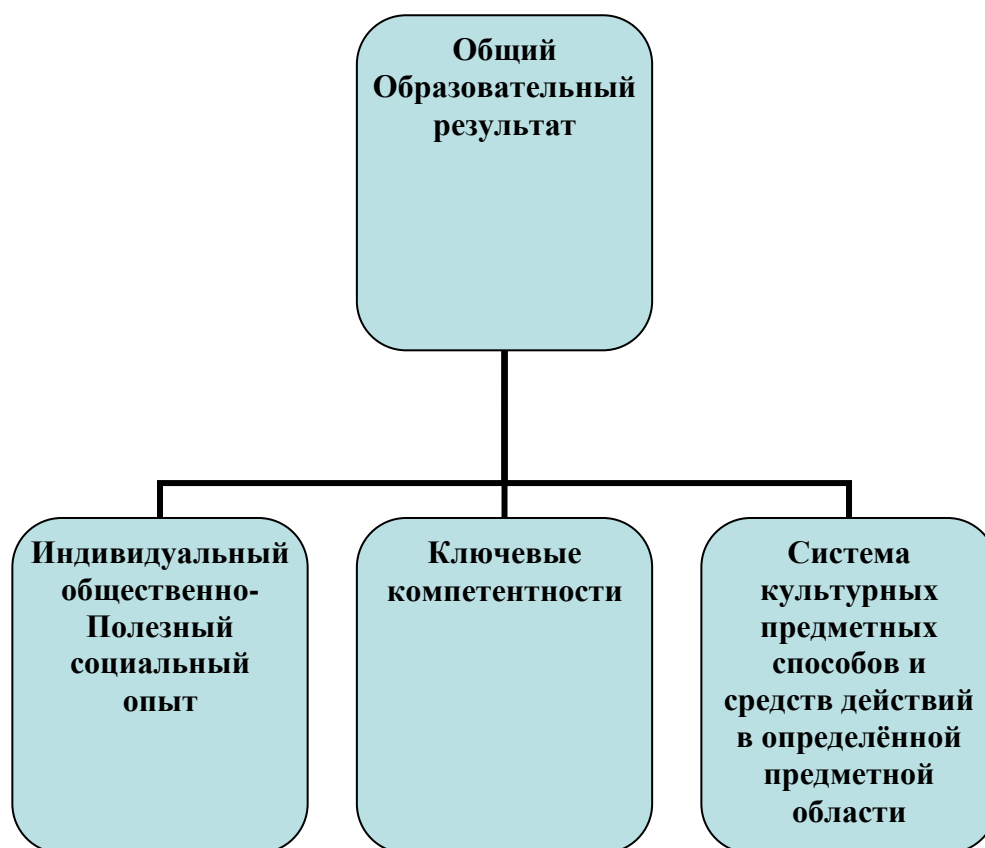 Общий
Образовательный
результат
Индивидуальный
общественно-
Полезный
социальный
опыт
Ключевые
компетентности
Система
культурных
предметных
способов и
средств действий
в определённой
предметной
области